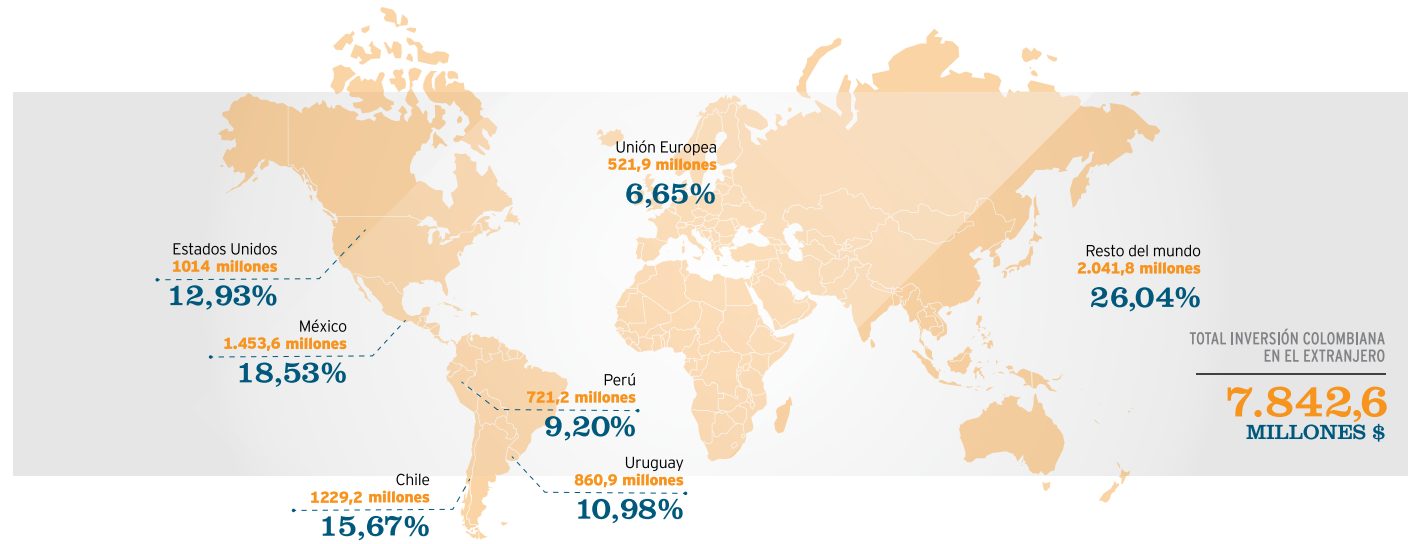 Unión Europea
521,9 millones
6,65%
Estados Unidos
1014 millones
12,93%
Resto del mundo
2.041,8 millones
26,04%
México
1.453,6 millones
18,53%
TOTAL INVERSIÓN COLOMBIANA
EN EL EXTRANJERO
7.842,6
MILLONES $
Perú
721,2 millones
9,20%
Uruguay
860,9 millones
10,98%
Chile
1229,2 millones
15,67%